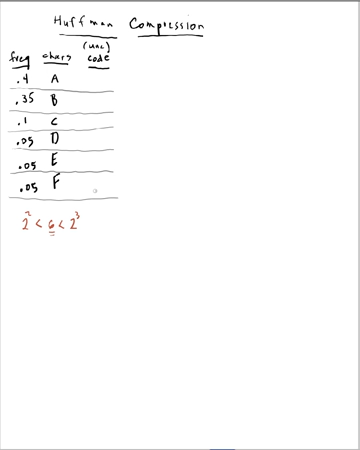 Huffman Compression
freq chars (unc) code
.4 A
.35 B
.1 C
.05 D
.05 E
.05 F
2² < 6 < 2³